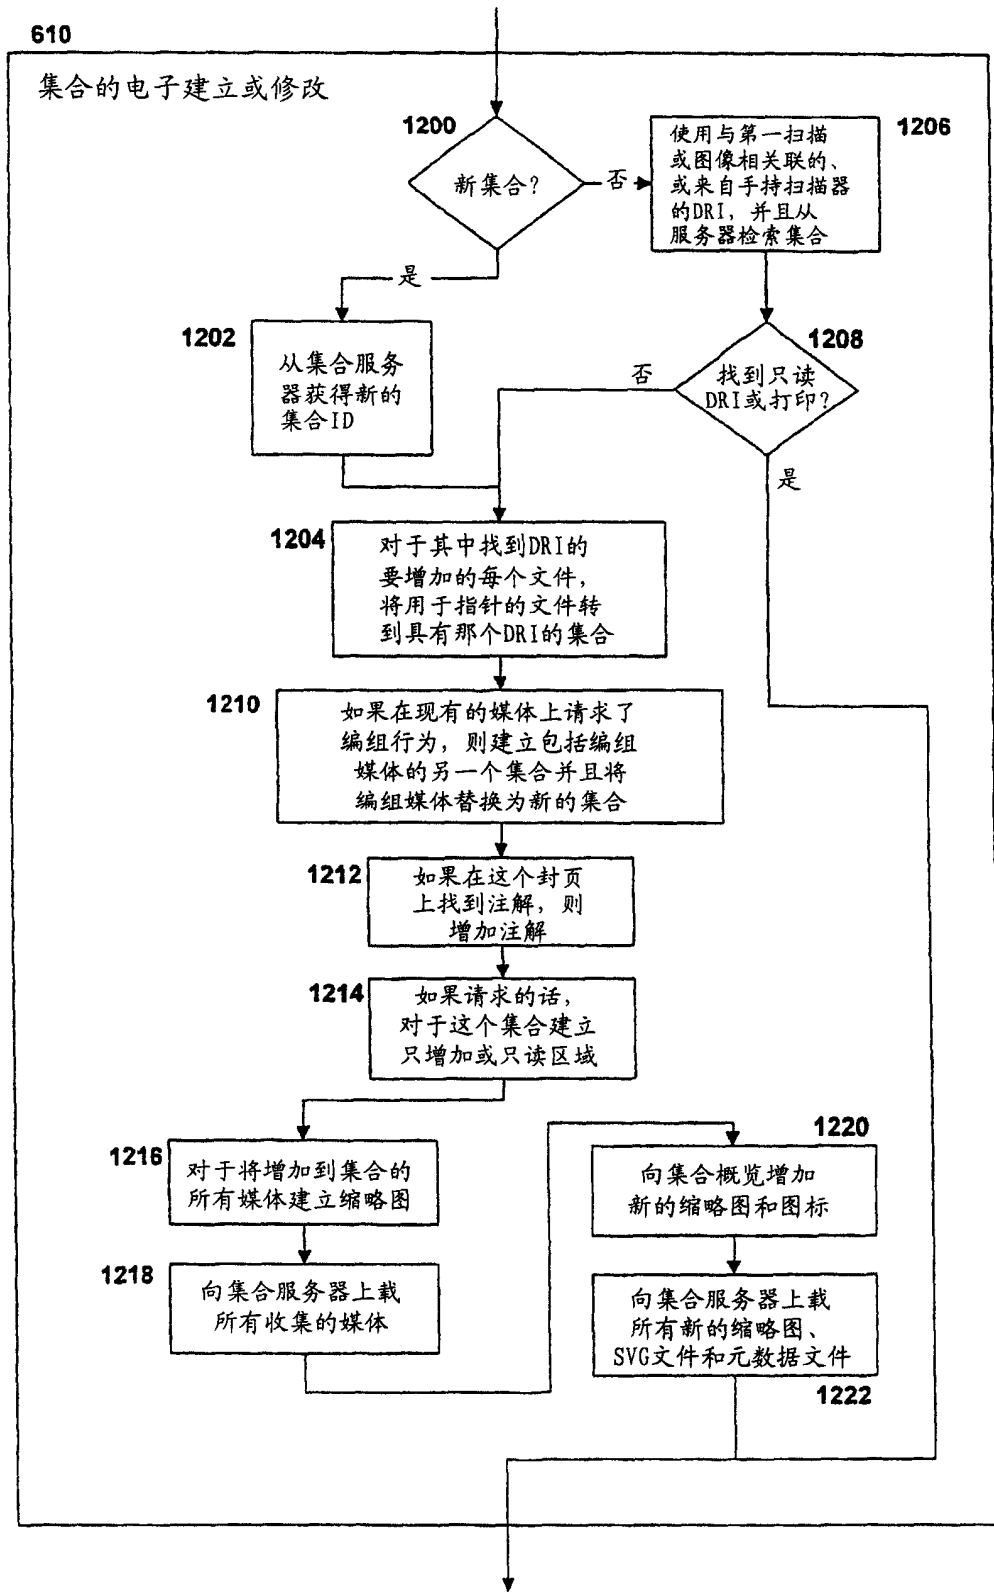 610
集合的电子建立或修改
1200
新集合?
否
1206
使用与第一扫描
或图像相关联的、
或来自手持扫描器
的DRI，并且从
服务器检索集合
是
1202
从集合服务
器获得新的
集合ID
1208
找到只读
DRI或打印?
否
是
1204
对于其中找到DRI的
要增加的每个文件，
将用于指针的文件转
到具有那个DRI的集合
1210
如果在现有的媒体上请求了
编组行为，则建立包括编组
媒体的另一个集合并且将
编组媒体替换为新的集合
1212
如果在这个封页
上找到注解，则
增加注解
1214
如果请求的话，
对于这个集合建立
只增加或只读区域
1216
对于将增加到集合的
所有媒体建立缩略图
1218
向集合服务器上载
所有收集的媒体
1220
向集合概览增加
新的缩略图和图标
向集合服务器上载
所有新的缩略图、
SVG文件和元数据文件
1222